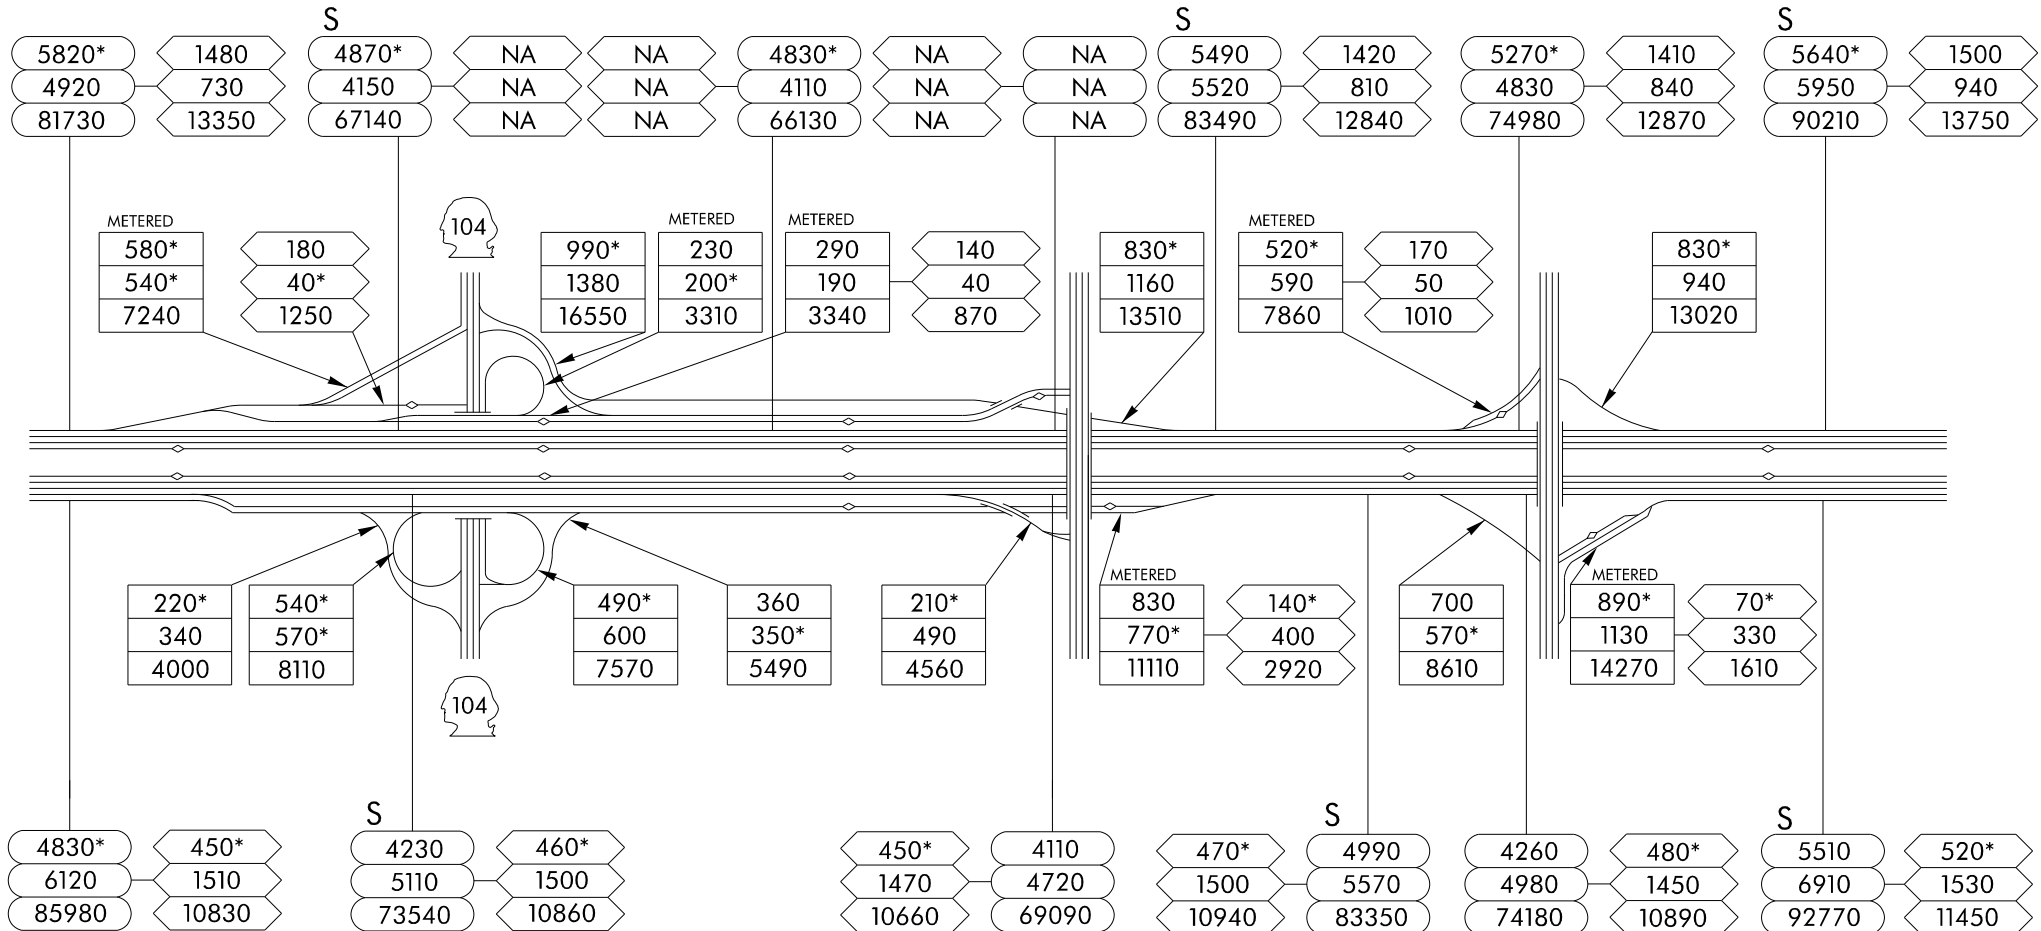 S S S
5820* 1480 4870* NA NA 4830* NA NA 5490 1420 5270* 1410 5640* 1500
4920 730 4150 NA NA 4110 NA NA 5520 810 4830 840 5950 940
81730 13350 67140 NA NA 66130 NA NA 83490 12840 74980 12870 90210 13750
METERED METERED METERED METERED
104
580* 180 990* 230 290 140 830* 520* 170 830*
540* 40* 1380 200* 190 40 1160 590 50 940
7240 1250 16550 3310 3340 870 13510 7860 1010 13020
METERED METERED
220* 540* 490* 360 210* 830 140* 700 890* 70*
340 570* 600 350* 490 770* 400 570* 1130 330
4000 8110 7570 5490 4560 11110 2920 8610 14270 1610
104
S S S
4830* 450* 4230 460* 450* 4110 470* 4990 4260 480* 5510 520*
6120 1510 5110 1500 1470 4720 1500 5570 4980 1450 6910 1530
85980 10830 73540 10860 10660 69090 10940 83350 74180 10890 92770 11450